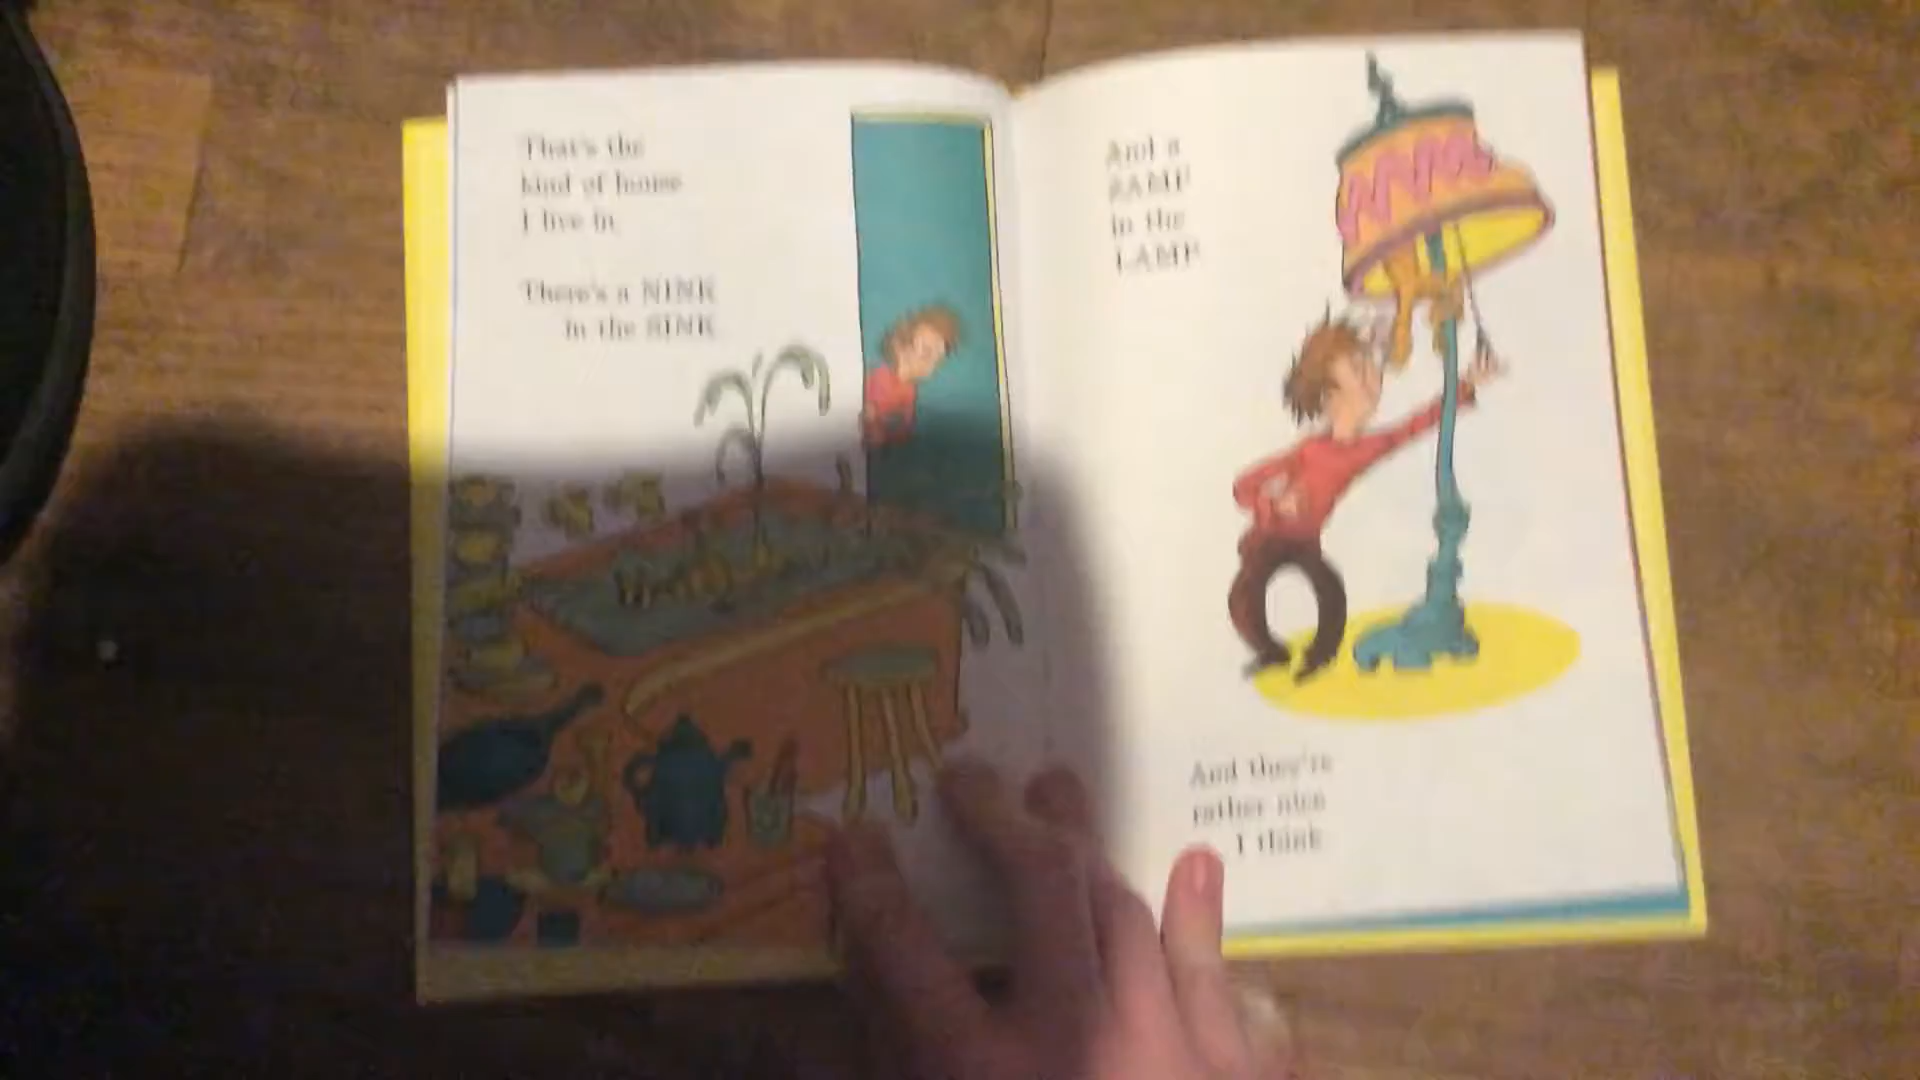 That's the
kind of house
I live in.
There's a NINK
in the SINK
And a
ZAMP
in the
LAMP
And they're
rather nice
I think